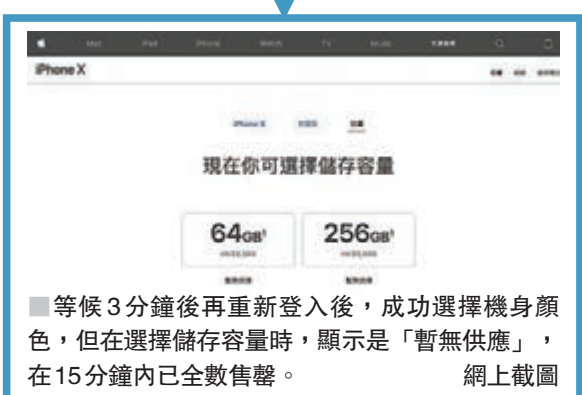 iPhone X
iPhone X
現在你可選擇儲存容量
64GB 256GB
■等候3分鐘後再重新登入後，成功選擇機身顏
色，但在選擇儲存容量時，顯示是「暫無供應」，
在15分鐘內已全數售罄。 網上截圖